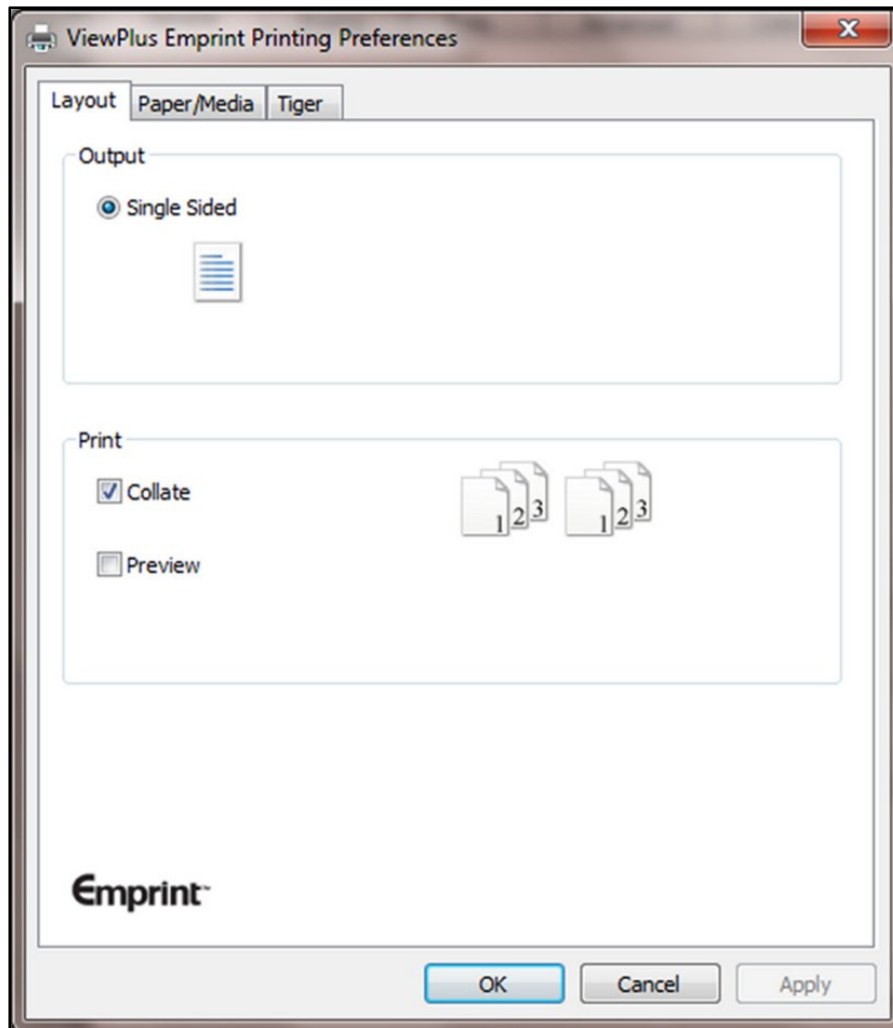 ViewPlus Emprint Printing Preferences
Layout Paper/Media Tiger
Output
Single Sided
Print
Collate
1 2 3 1 2 3
Preview
Emprint™
OK Cancel Apply